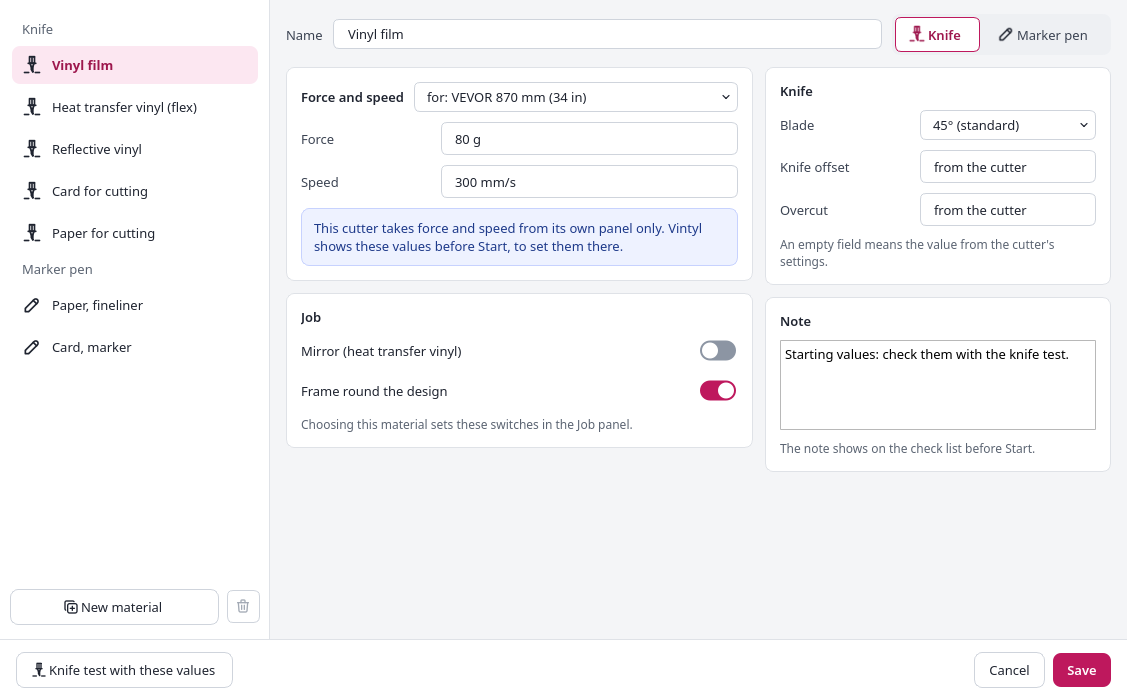 Knife
Vinyl film
Heat transfer vinyl (flex)
Reflective vinyl
Card for cutting
Paper for cutting
Marker pen
Paper, fineliner
Card, marker
New material
Name
Vinyl film
Knife
Marker pen
Force and speed
for: VEVOR 870 mm (34 in)
Force
80 g
Speed
300 mm/s
This cutter takes force and speed from its own panel only. Vintyl
shows these values before Start, to set them there.
Job
Mirror (heat transfer vinyl)
Frame round the design
Choosing this material sets these switches in the Job panel.
Knife
Blade
45° (standard)
Knife offset
from the cutter
Overcut
from the cutter
An empty field means the value from the cutter's
settings.
Note
Starting values: check them with the knife test.
The note shows on the check list before Start.
Knife test with these values
Cancel
Save